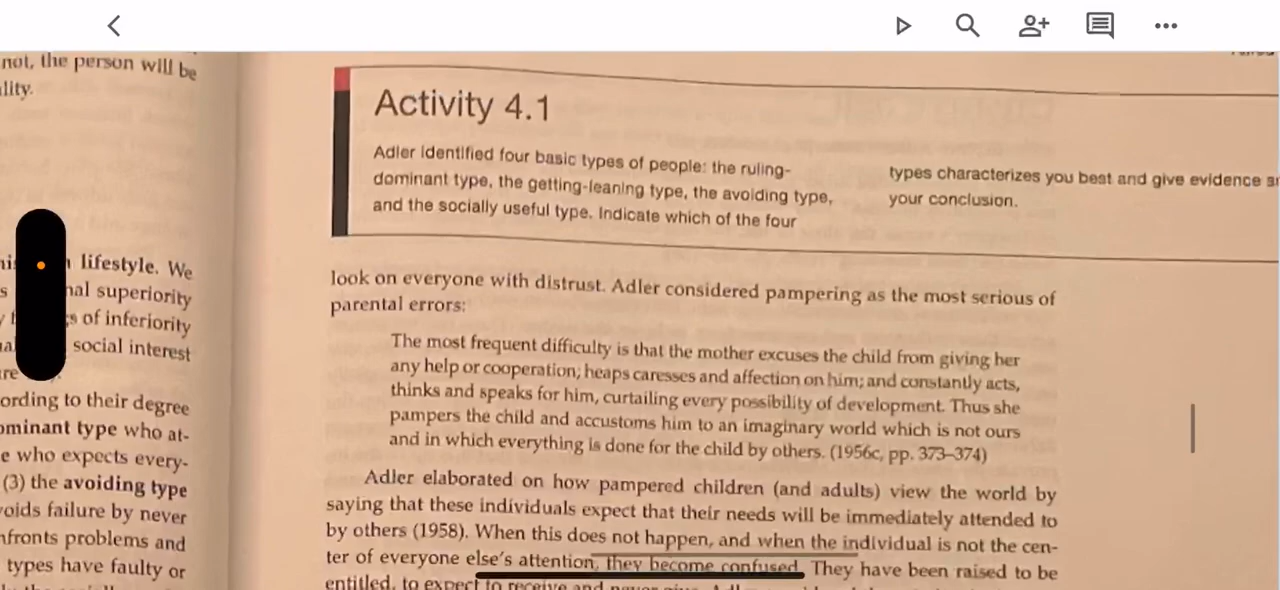 not, the person will be
lity.
lifestyle. We
nal superiority
of inferiority
social interest
ording to their degree
ominant type who at-
e who expects every-
(3) the avoiding type
voids failure by never
nfronts problems and
types have faulty or
Activity 4.1
Adler identified four basic types of people: the ruling-
dominant type, the getting-leaning type, the avoiding type,
and the socially useful type. Indicate which of the four
types characterizes you best and give evidence
your conclusion.
look on everyone with distrust. Adler considered pampering as the most serious of
parental errors:
The most frequent difficulty is that the mother excuses the child from giving her
any help or cooperation; heaps caresses and affection on him; and constantly acts,
thinks and speaks for him, curtailing every possibility of development. Thus she
pampers the child and accustoms him to an imaginary world which is not ours
and in which everything is done for the child by others. (1956c, pp. 373–374)
Adler elaborated on how pampered children (and adults) view the world by
saying that these individuals expect that their needs will be immediately attended to
by others (1958). When this does not happen, and when the individual is not the cen-
ter of everyone else's attention, they become confused. They have been raised to be
entitled, to expect to receive and never give.